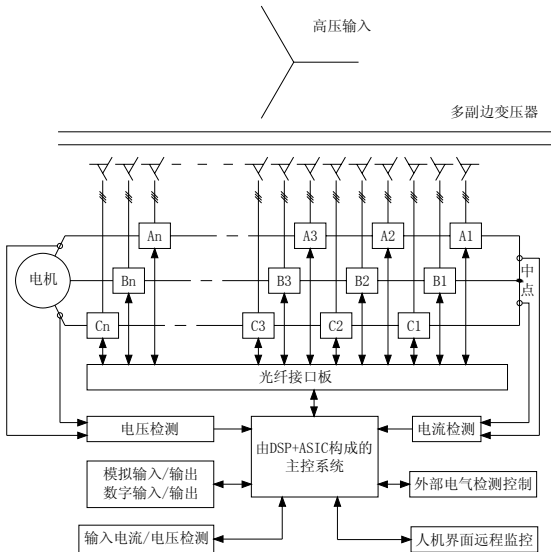 高压输入
多副边变压器
An
A3
A2
A1
电机
Bn
B3
B2
B1
中点
Cn
C3
C2
C1
光纤接口板
电压检测
由DSP+ASIC构成的
主控系统
电流检测
模拟输入/输出
数字输入/输出
外部电气检测控制
输入电流/电压检测
人机界面远程监控